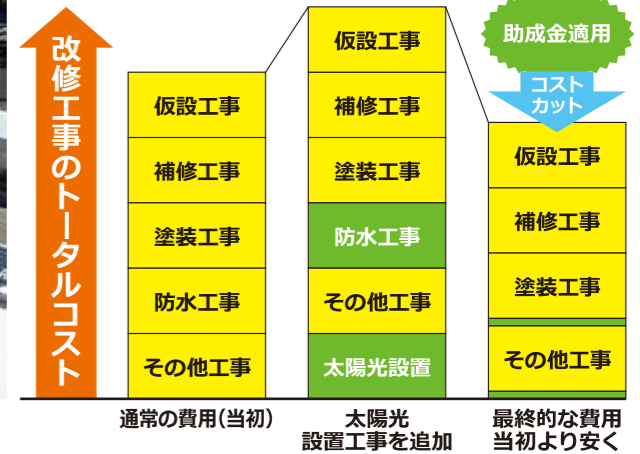 改修工事のトータルコスト
仮設工事
補修工事
塗装工事
防水工事
その他工事
通常の費用(当初)
仮設工事
補修工事
塗装工事
防水工事
その他工事
太陽光設置
太陽光
設置工事を追加
助成金適用
コスト
カット
仮設工事
補修工事
塗装工事
その他工事
最終的な費用
当初より安く